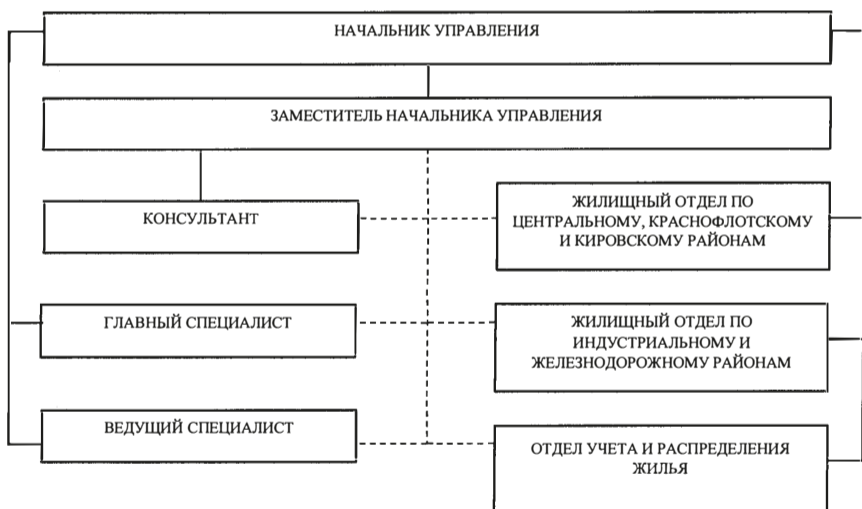 НАЧАЛЬНИК УПРАВЛЕНИЯ
ЗАМЕСТИТЕЛЬ НАЧАЛЬНИКА УПРАВЛЕНИЯ
КОНСУЛЬТАНТ
ЖИЛИЩНЫЙ ОТДЕЛ ПО
ЦЕНТРАЛЬНОМУ, КРАСНОФЛОТСКОМУ
И КИРОВСКОМУ РАЙОНАМ
ГЛАВНЫЙ СПЕЦИАЛИСТ
ЖИЛИЩНЫЙ ОТДЕЛ ПО
ИНДУСТРИАЛЬНОМУ И
ЖЕЛЕЗНОДОРОЖНОМУ РАЙОНАМ
ВЕДУЩИЙ СПЕЦИАЛИСТ
ОТДЕЛ УЧЕТА И РАСПРЕДЕЛЕНИЯ
ЖИЛЬЯ